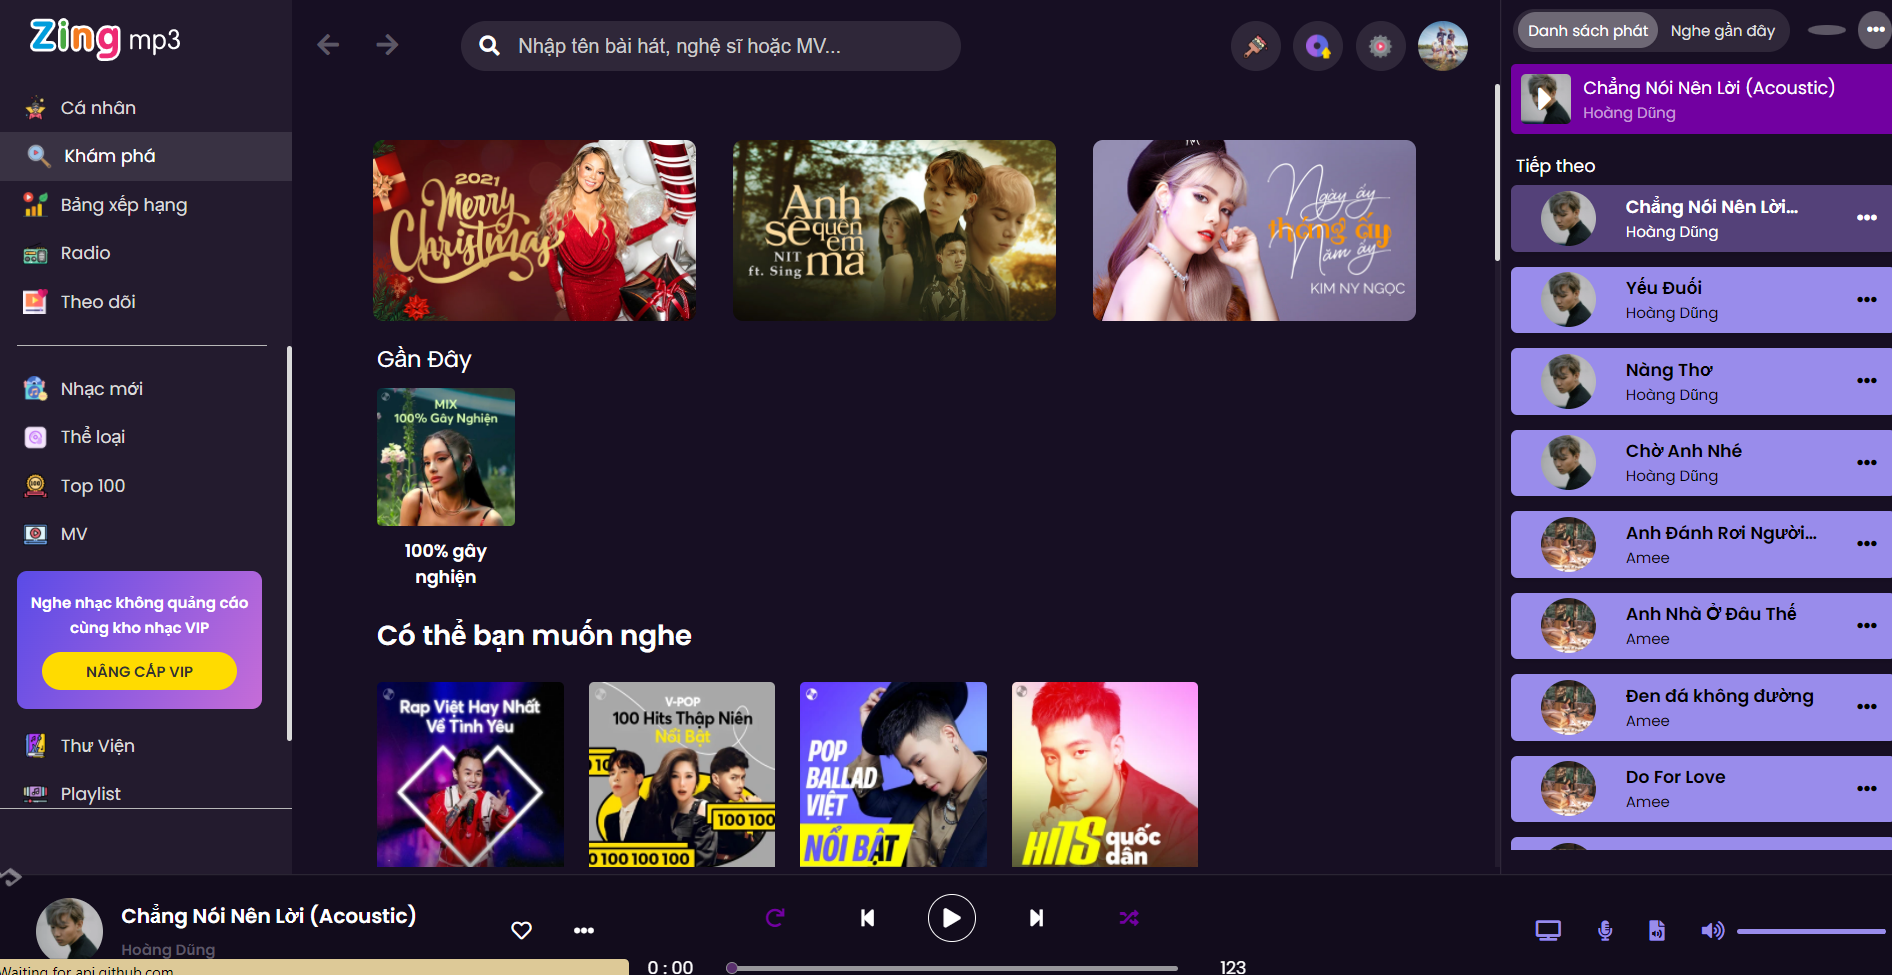 Zing mp3
Cá nhân
Khám phá
Bảng xếp hạng
Radio
Theo dõi
Nhạc mới
Thể loại
Top 100
MV
Nghe nhạc không quảng cáo
cùng kho nhạc VIP
NÂNG CẤP VIP
Thư Viện
Playlist
Nhập tên bài hát, nghệ sĩ hoặc MV...
2021
Merry
Christmas
Anh
sẽ quên em
mà
NIT
ft. Sing
Ngày ấy
tháng ấy
Năm ấy
KIM NY NGỌC
Gần Đây
MIX
100% Gây Nghiện
100% gây
nghiện
Có thể bạn muốn nghe
Rap Việt Hay Nhất
Về Tình Yêu
V-POP
100 Hits Thập Niên
Nổi Bật
10
100 100
0 100 100 100
POP
BALLAD
VIỆT
NỔI BẬT
HITS quốc
dân
Danh sách phát
Nghe gần đây
Chẳng Nói Nên Lời (Acoustic)
Hoàng Dũng
Tiếp theo
Chẳng Nói Nên Lời...
Hoàng Dũng
Yếu Đuối
Hoàng Dũng
Nàng Thơ
Hoàng Dũng
Chờ Anh Nhé
Hoàng Dũng
Anh Đánh Rơi Người...
Amee
Anh Nhà Ở Đâu Thế
Amee
Đen đá không đường
Amee
Do For Love
Amee
Chẳng Nói Nên Lời (Acoustic)
Hoàng Dũng
Waiting for api.github.com
0 : 00
123